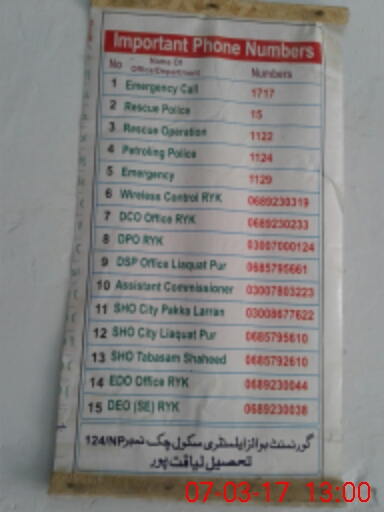 Important Phone Numbers
No Name Of Office/Department Numbers
1 Emergency Call 1717
2 Rescue Police 15
3 Rescue Operation 1122
4 Patroling Police 1124
5 Emergency 1129
6 Wireless Control RYK 0689230319
7 DCO Office RYK 0689230233
8 DPO RYK 03007000124
9 DSP Office Liaquat Pur 0685795661
10 Assistant Commissioner 03007803223
11 SHO City Pakka Larran 03008677622
12 SHO City Liaquat Pur 0685795610
13 SHO Tabasam Shaheed 0685792610
14 EDO Office RYK 0689230044
15 DEO (SE) RYK 0689230038
گورنمنٹ بوائز ایلمنٹری سکول چک نمبر 124/NP
تحصیل لیاقت پور
07-03-17 13:00